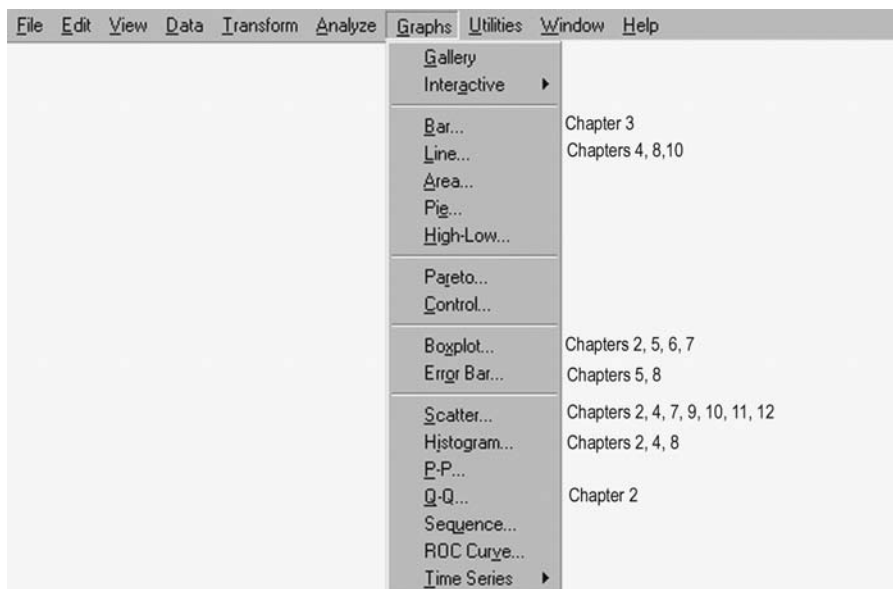 File Edit View Data Transform Analyze Graphs Utilities Window Help
Gallery
Interactive
Bar... Chapter 3
Line... Chapters 4, 8,10
Area...
Pie...
High-Low...
Pareto...
Control...
Boxplot... Chapters 2, 5, 6, 7
Error Bar... Chapters 5, 8
Scatter... Chapters 2, 4, 7, 9, 10, 11, 12
Histogram... Chapters 2, 4, 8
P-P...
Q-Q... Chapter 2
Sequence...
ROC Curve...
Time Series